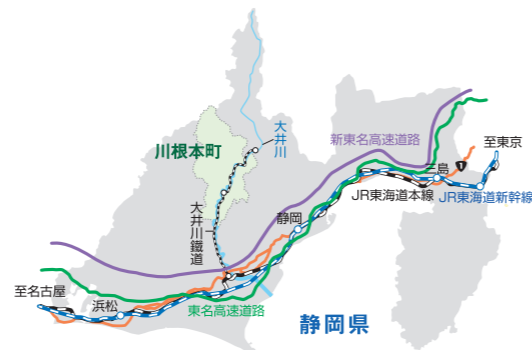 大井川
川根本町
新東名高速道路
至東京
三島
1
JR東海道本線
JR東海道新幹線
大井川鐵道
静岡
至名古屋
浜松
東名高速道路
静岡県